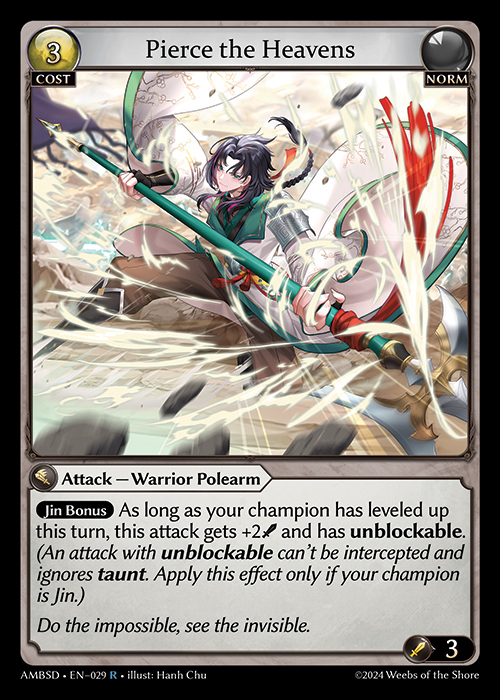 3 Pierce the Heavens
COST NORM
Attack — Warrior Polearm
Jin Bonus As long as your champion has leveled up
this turn, this attack gets +2 and has unblockable.
(An attack with unblockable can't be intercepted and
ignores taunt. Apply this effect only if your champion
is Jin.)
Do the impossible, see the invisible.
3
AMBSD • EN–029 R • illust: Hanh Chu ©2024 Weebs of the Shore